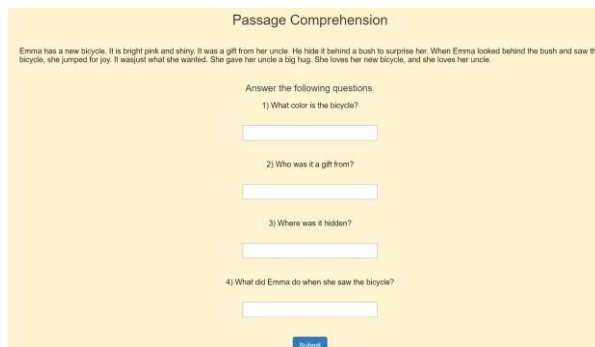 Passage Comprehension
Emma has a new bicycle. It is bright pink and shiny. It was a gift from her uncle. He hide it behind a bush to surprise her. When Emma looked behind the bush and saw th
bicycle, she jumped for joy. It wasjust what she wanted. She gave her uncle a big hug. She loves her new bicycle, and she loves her uncle.
Answer the following questions.
1) What color is the bicycle?
2) Who was it a gift from?
3) Where was it hidden?
4) What did Emma do when she saw the bicycle?
Submit